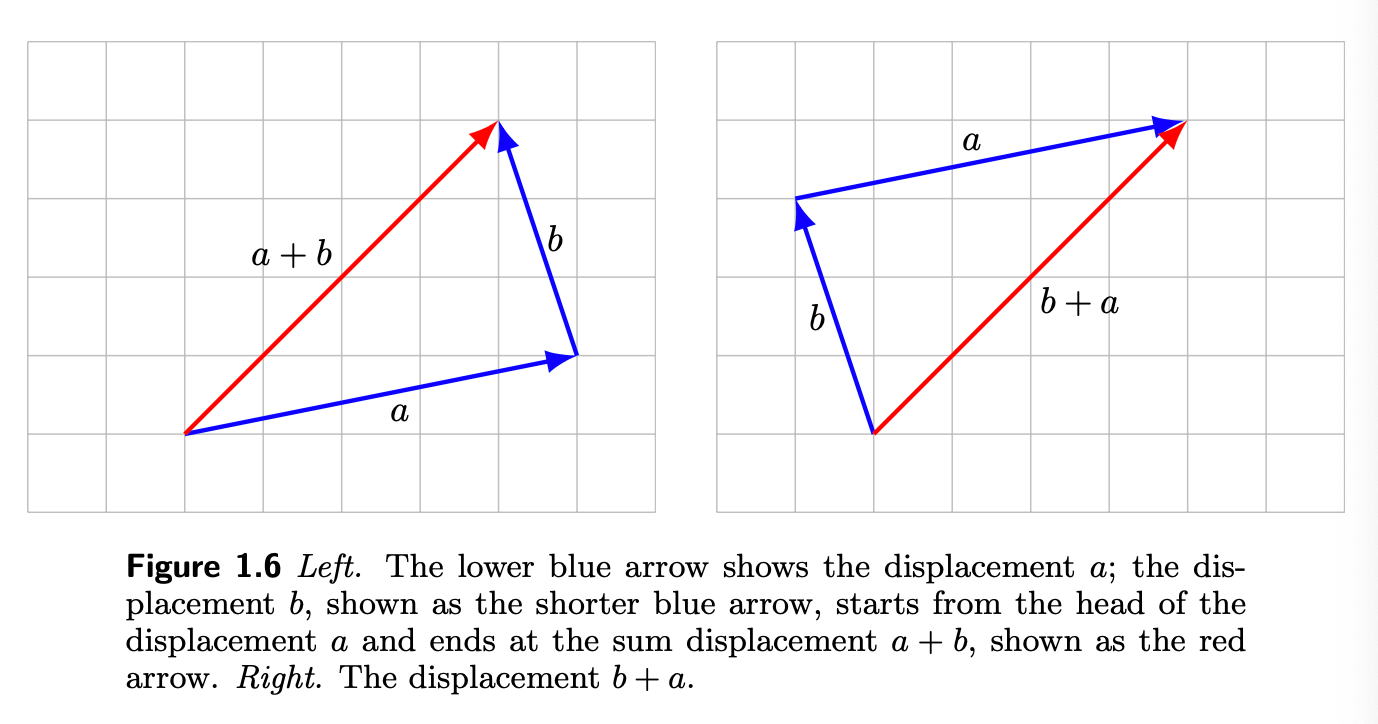 a + b
b
a
a
b
b + a
Figure 1.6 Left. The lower blue arrow shows the displacement a; the dis-
placement b, shown as the shorter blue arrow, starts from the head of the
displacement a and ends at the sum displacement a + b, shown as the red
arrow. Right. The displacement b + a.